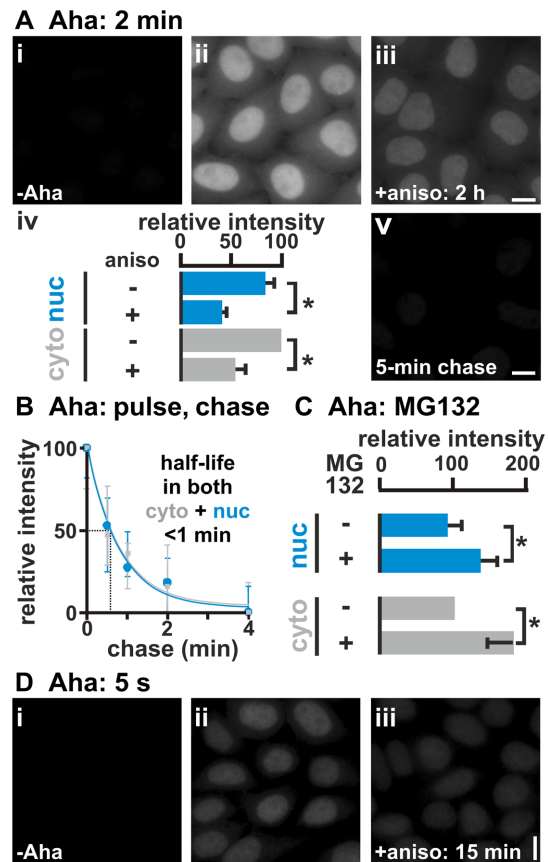 A Aha: 2 min
i
ii
iii
-Aha
+aniso: 2 h
iv
relative intensity
0 50 100
aniso
nuc
-
+
*
cyto
-
+
*
v
5-min chase
B Aha: pulse, chase
relative intensity
100
50
0
half-life
in both
cyto + nuc
<1 min
0 2 4
chase (min)
C Aha: MG132
relative intensity
MG
132
0 100 200
nuc
-
+
*
cyto
-
+
*
D Aha: 5 s
i
ii
iii
-Aha
+aniso: 15 min